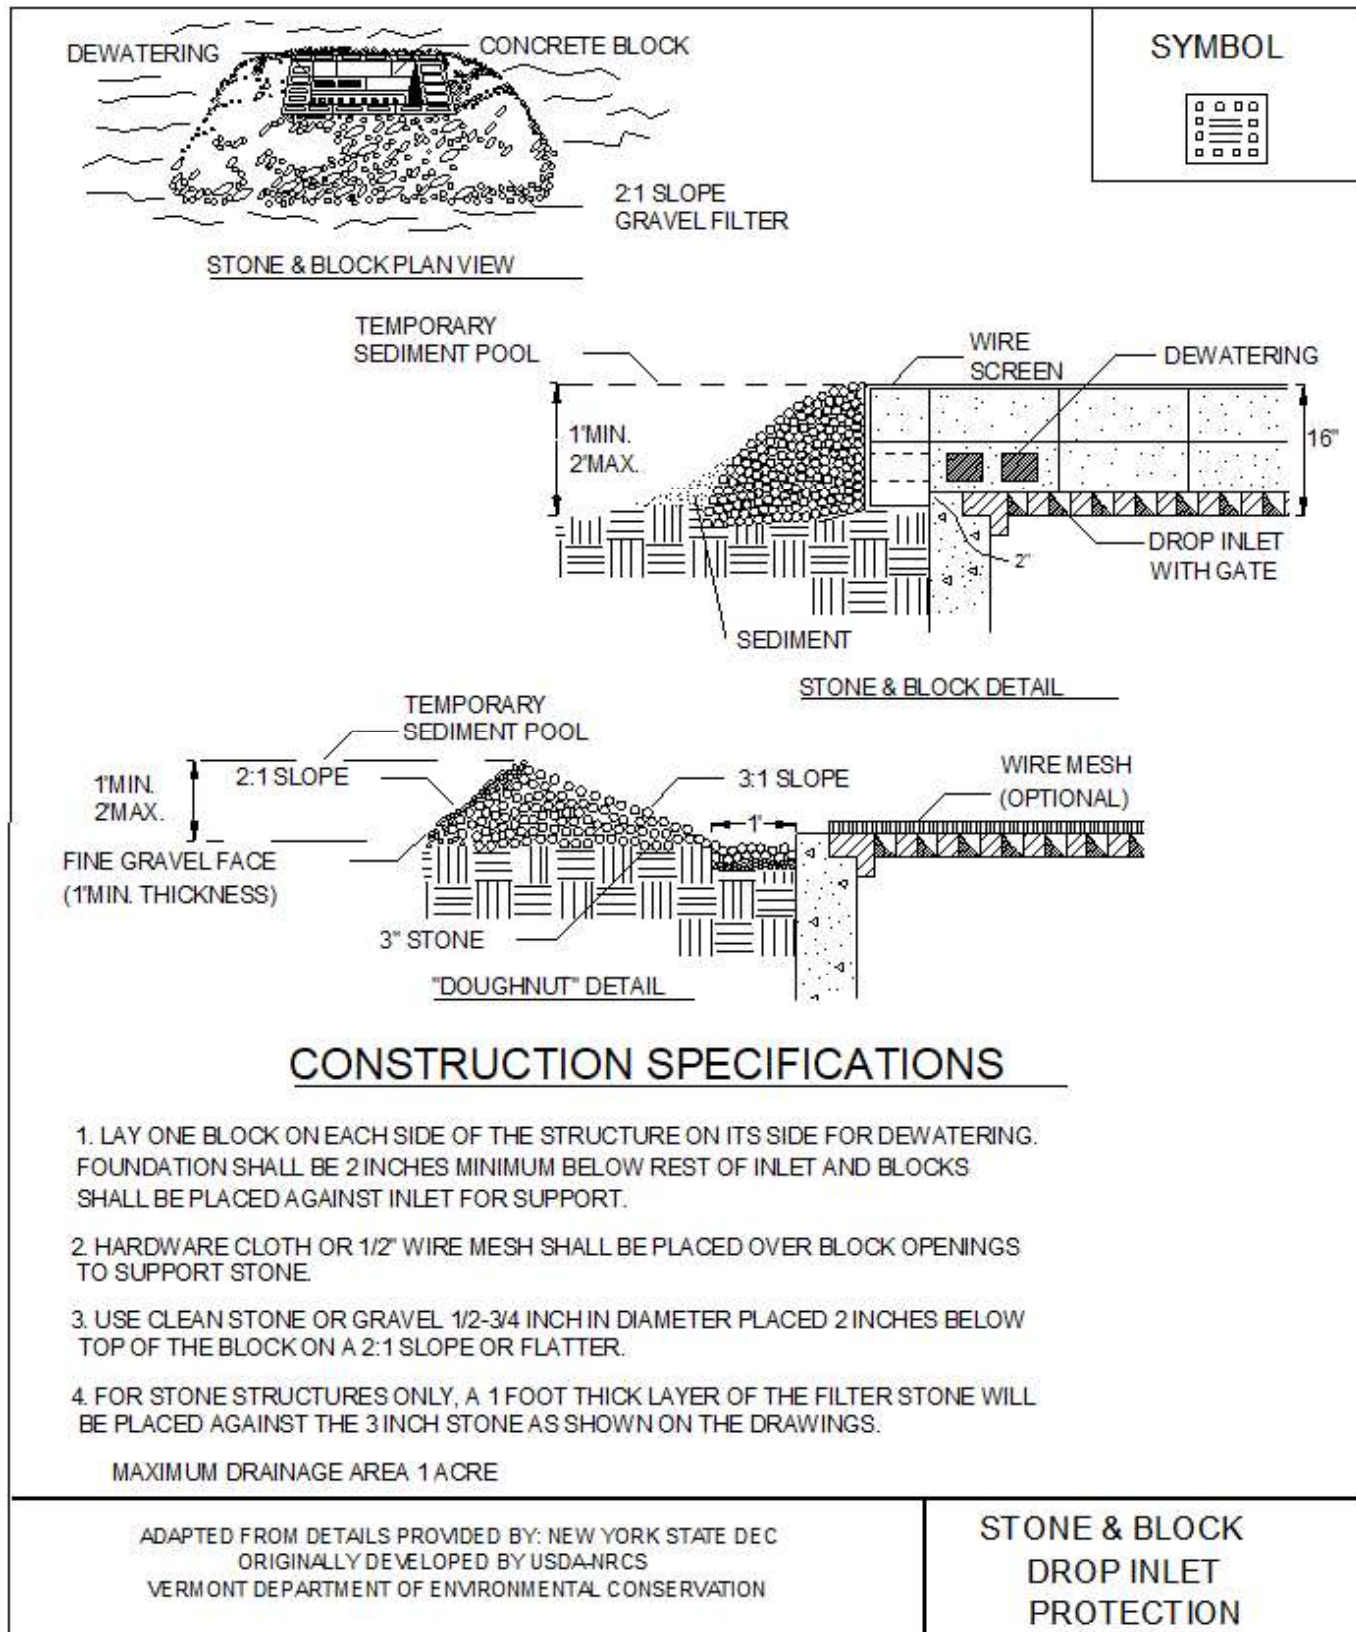 DEWATERING
CONCRETE BLOCK
SYMBOL
2:1 SLOPE
GRAVEL FILTER
STONE & BLOCK PLAN VIEW
TEMPORARY
SEDIMENT POOL
WIRE
SCREEN
DEWATERING
1'MIN.
2'MAX.
16"
DROP INLET
WITH GATE
2"
SEDIMENT
STONE & BLOCK DETAIL
TEMPORARY
SEDIMENT POOL
1'MIN.
2'MAX.
2:1 SLOPE
3:1 SLOPE
WIRE MESH
(OPTIONAL)
1'
FINE GRAVEL FACE
(1'MIN. THICKNESS)
3" STONE
"DOUGHNUT" DETAIL
CONSTRUCTION SPECIFICATIONS
1. LAY ONE BLOCK ON EACH SIDE OF THE STRUCTURE ON ITS SIDE FOR DEWATERING.
FOUNDATION SHALL BE 2 INCHES MINIMUM BELOW REST OF INLET AND BLOCKS
SHALL BE PLACED AGAINST INLET FOR SUPPORT.
2. HARDWARE CLOTH OR 1/2" WIRE MESH SHALL BE PLACED OVER BLOCK OPENINGS
TO SUPPORT STONE.
3. USE CLEAN STONE OR GRAVEL 1/2-3/4 INCH IN DIAMETER PLACED 2 INCHES BELOW
TOP OF THE BLOCK ON A 2:1 SLOPE OR FLATTER.
4. FOR STONE STRUCTURES ONLY, A 1 FOOT THICK LAYER OF THE FILTER STONE WILL
BE PLACED AGAINST THE 3 INCH STONE AS SHOWN ON THE DRAWINGS.
MAXIMUM DRAINAGE AREA 1 ACRE
ADAPTED FROM DETAILS PROVIDED BY: NEW YORK STATE DEC
ORIGINALLY DEVELOPED BY USDA-NRCS
VERMONT DEPARTMENT OF ENVIRONMENTAL CONSERVATION
STONE & BLOCK
DROP INLET
PROTECTION